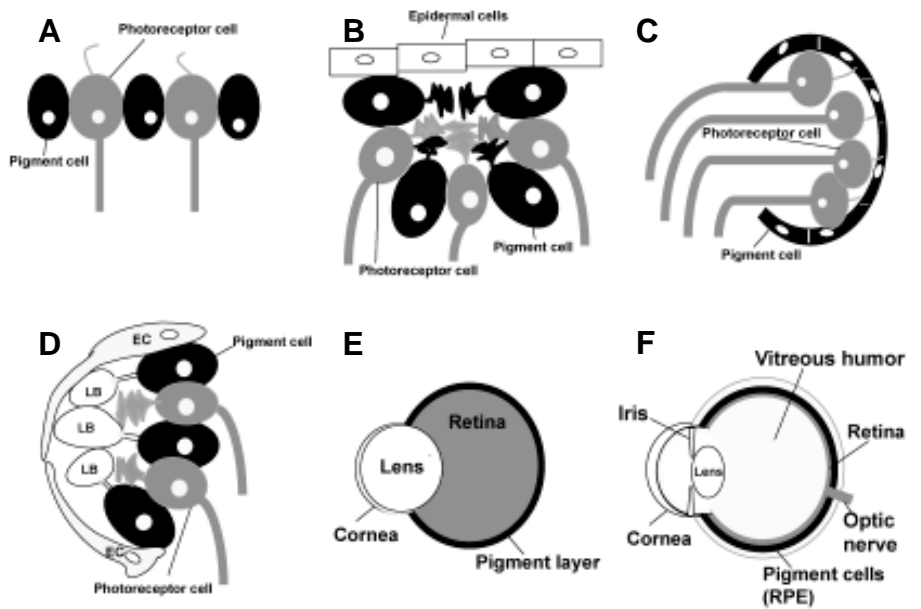 A
Photoreceptor cell
Pigment cell
B
Epidermal cells
Photoreceptor cell
Pigment cell
C
Photoreceptor cell
Pigment cell
D
EC
Pigment cell
LB
LB
LB
EC
Photoreceptor cell
E
Retina
Lens
Cornea
Pigment layer
F
Vitreous humor
Iris
Retina
Lens
Cornea
Optic
nerve
Pigment cells
(RPE)